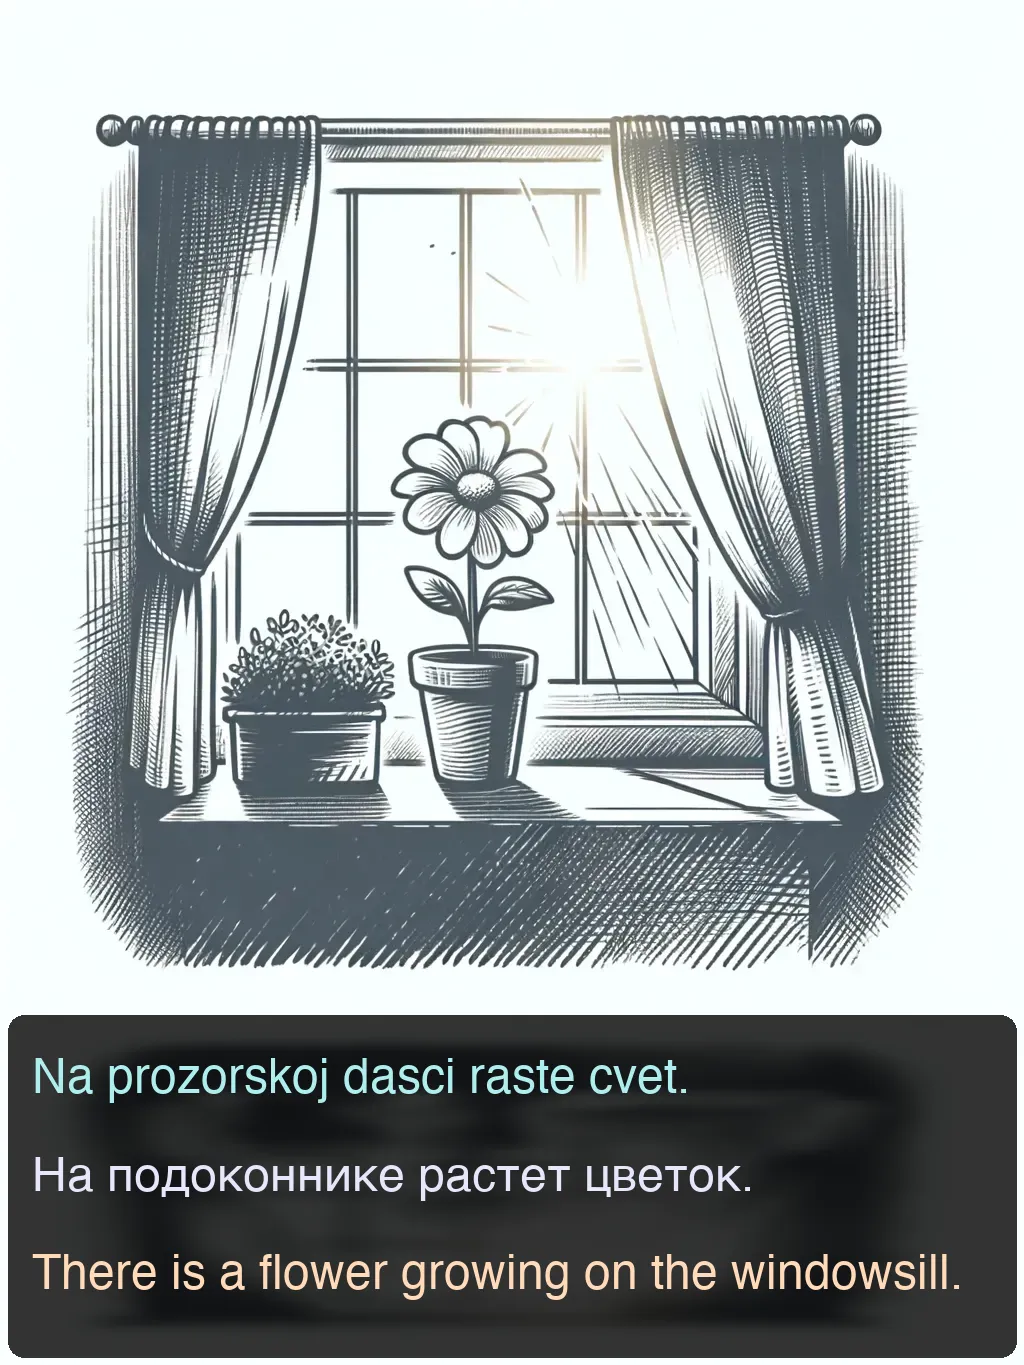 Na prozorskoj dasci raste cvet.
На подоконнике растет цветок.
There is a flower growing on the windowsill.